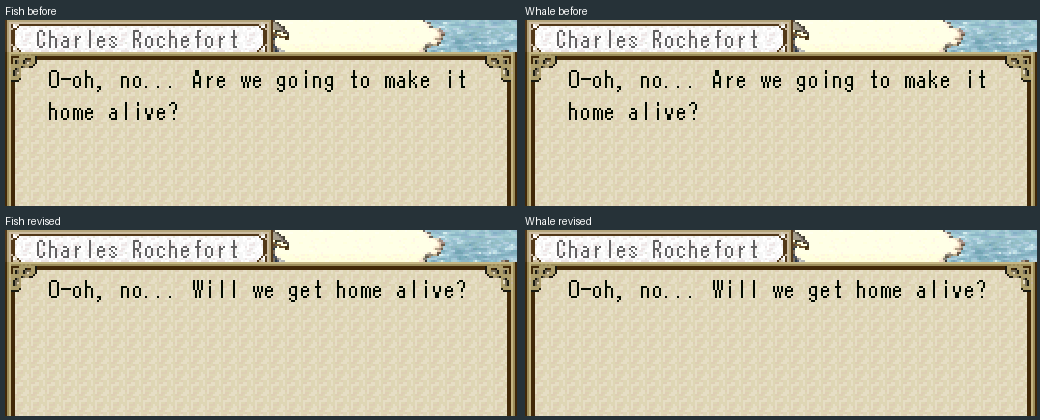 Fish before
Charles Rochefort
O-oh, no... Are we going to make it
home alive?
Whale before
Charles Rochefort
O-oh, no... Are we going to make it
home alive?
Fish revised
Charles Rochefort
O-oh, no... Will we get home alive?
Whale revised
Charles Rochefort
O-oh, no... Will we get home alive?